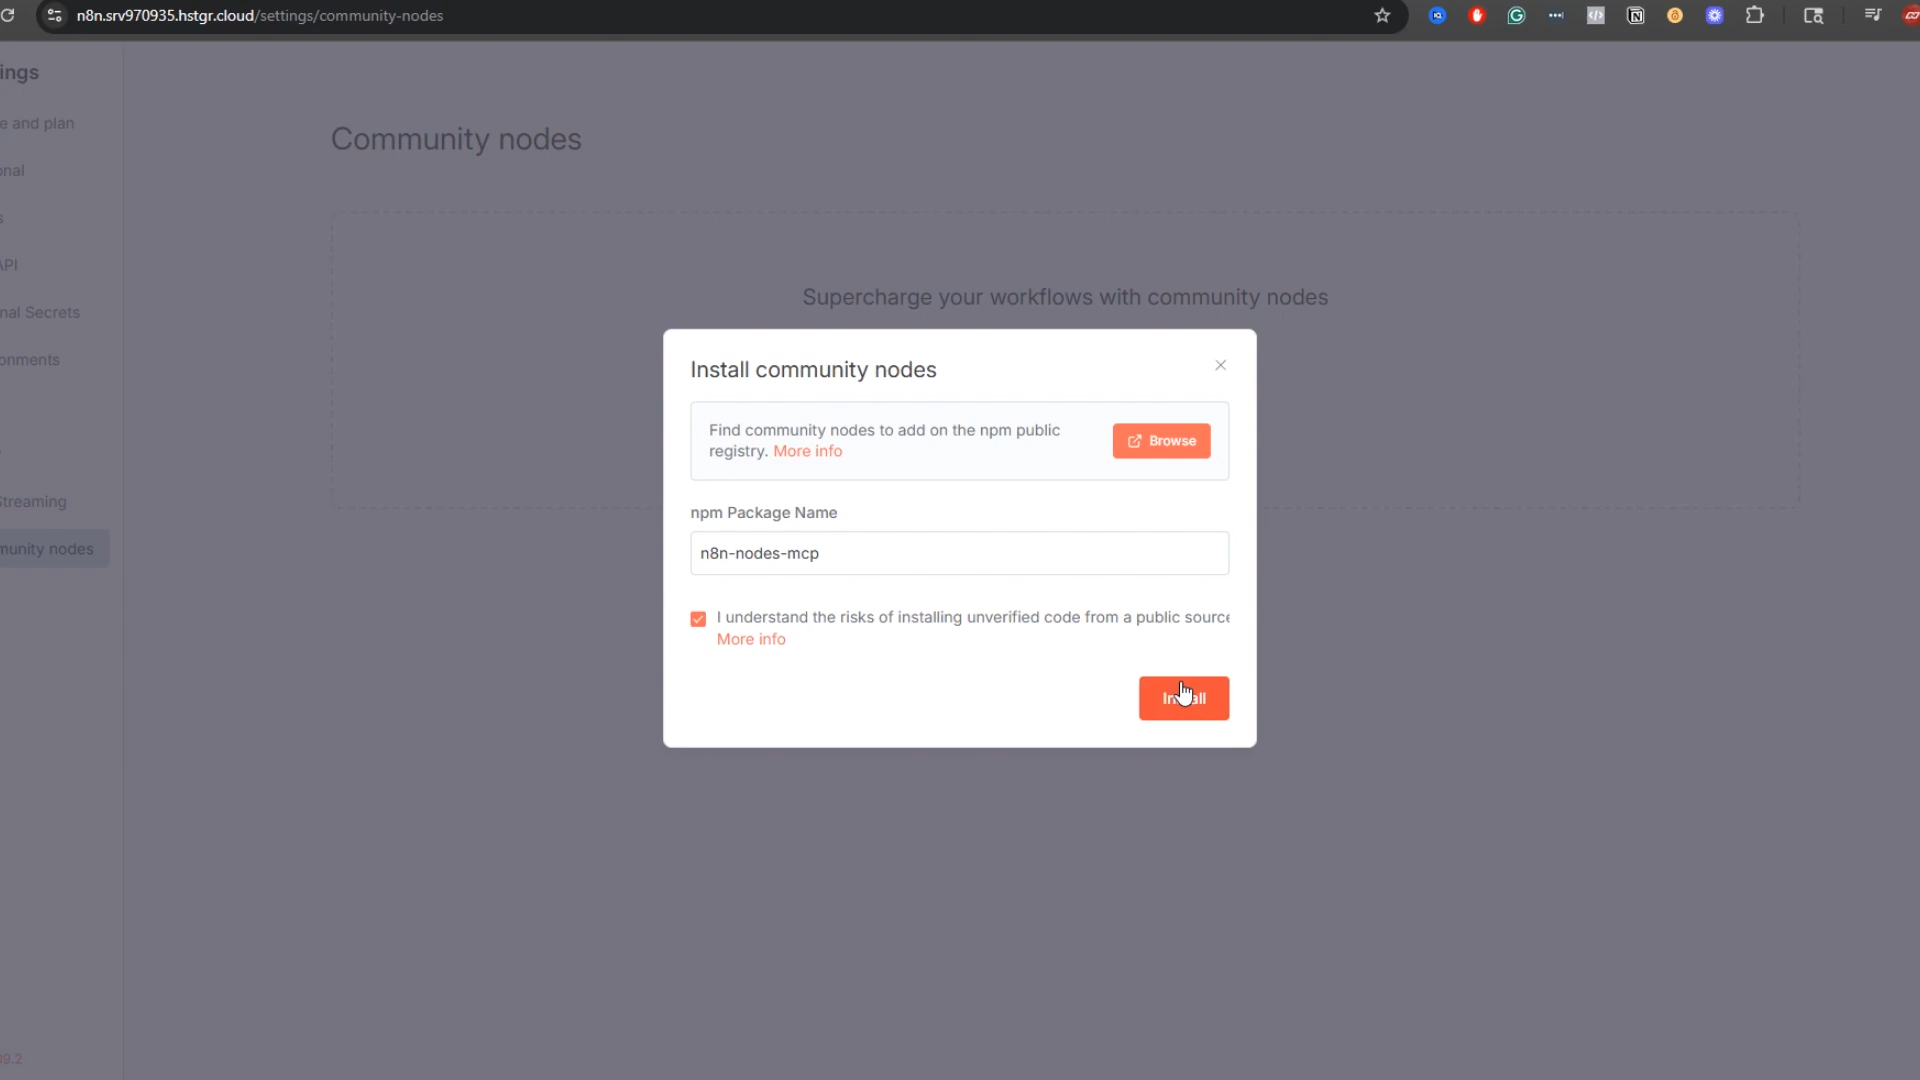 n8n.srv970935.hstgr.cloud/settings/community-nodes
ings
e and plan
onal
s
API
nal Secrets
onments
Streaming
munity nodes
09.2
Community nodes
Supercharge your workflows with community nodes
Install community nodes
Find community nodes to add on the npm public
registry. More info
Browse
npm Package Name
n8n-nodes-mcp
I understand the risks of installing unverified code from a public source
More info
Install